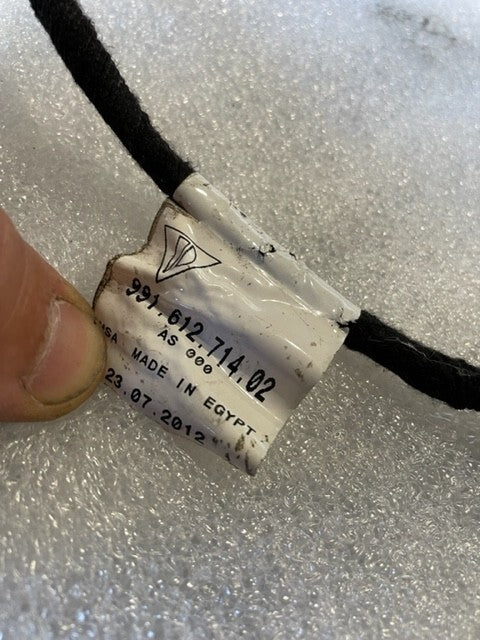 991.612.714.02
AS 000
MADE IN EGYPT
23.07.2012